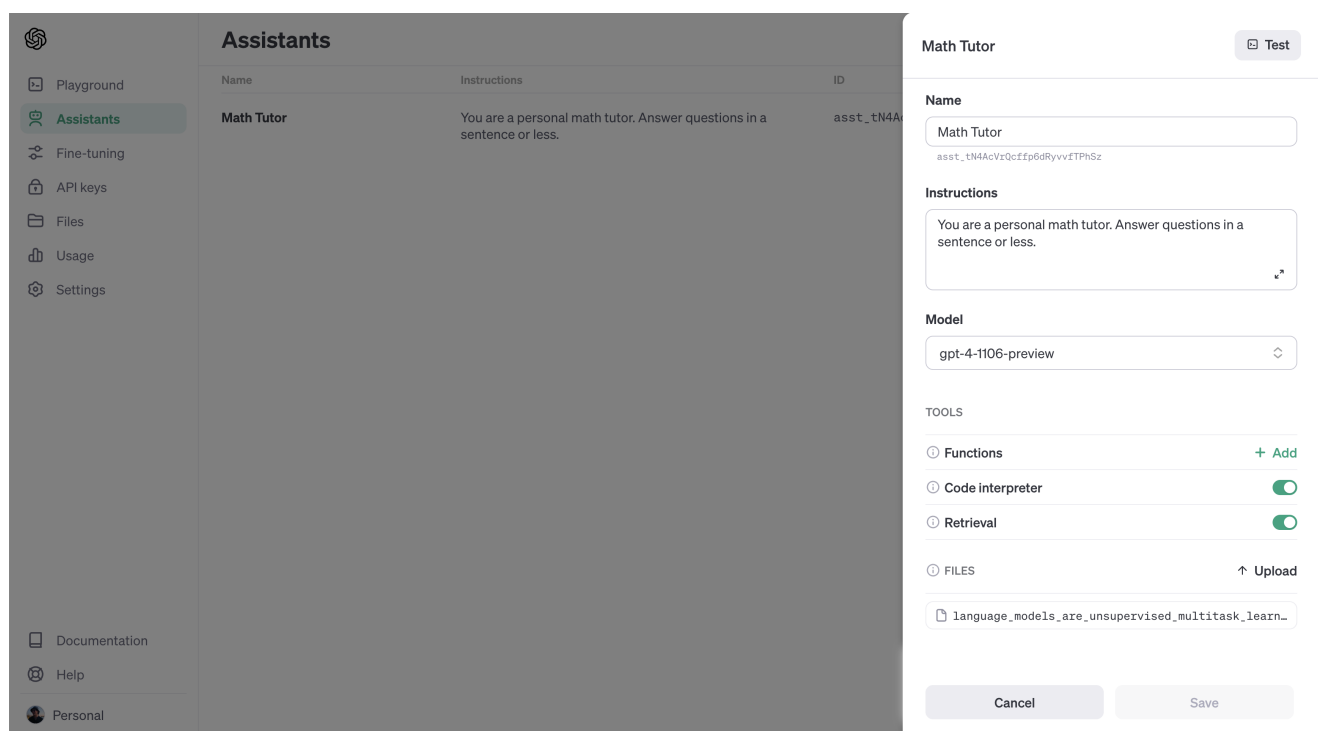 Playground
Assistants
Fine-tuning
API keys
Files
Usage
Settings
Documentation
Help
Personal
Assistants
Name Instructions ID
Math Tutor You are a personal math tutor. Answer questions in a asst_tN4Ac
sentence or less.
Math Tutor Test
Name
Math Tutor
asst_tN4AcVrQcffp6dRyvvfTPhSz
Instructions
You are a personal math tutor. Answer questions in a
sentence or less.
Model
gpt-4-1106-preview
TOOLS
Functions + Add
Code interpreter
Retrieval
FILES Upload
language_models_are_unsupervised_multitask_learn…
Cancel Save